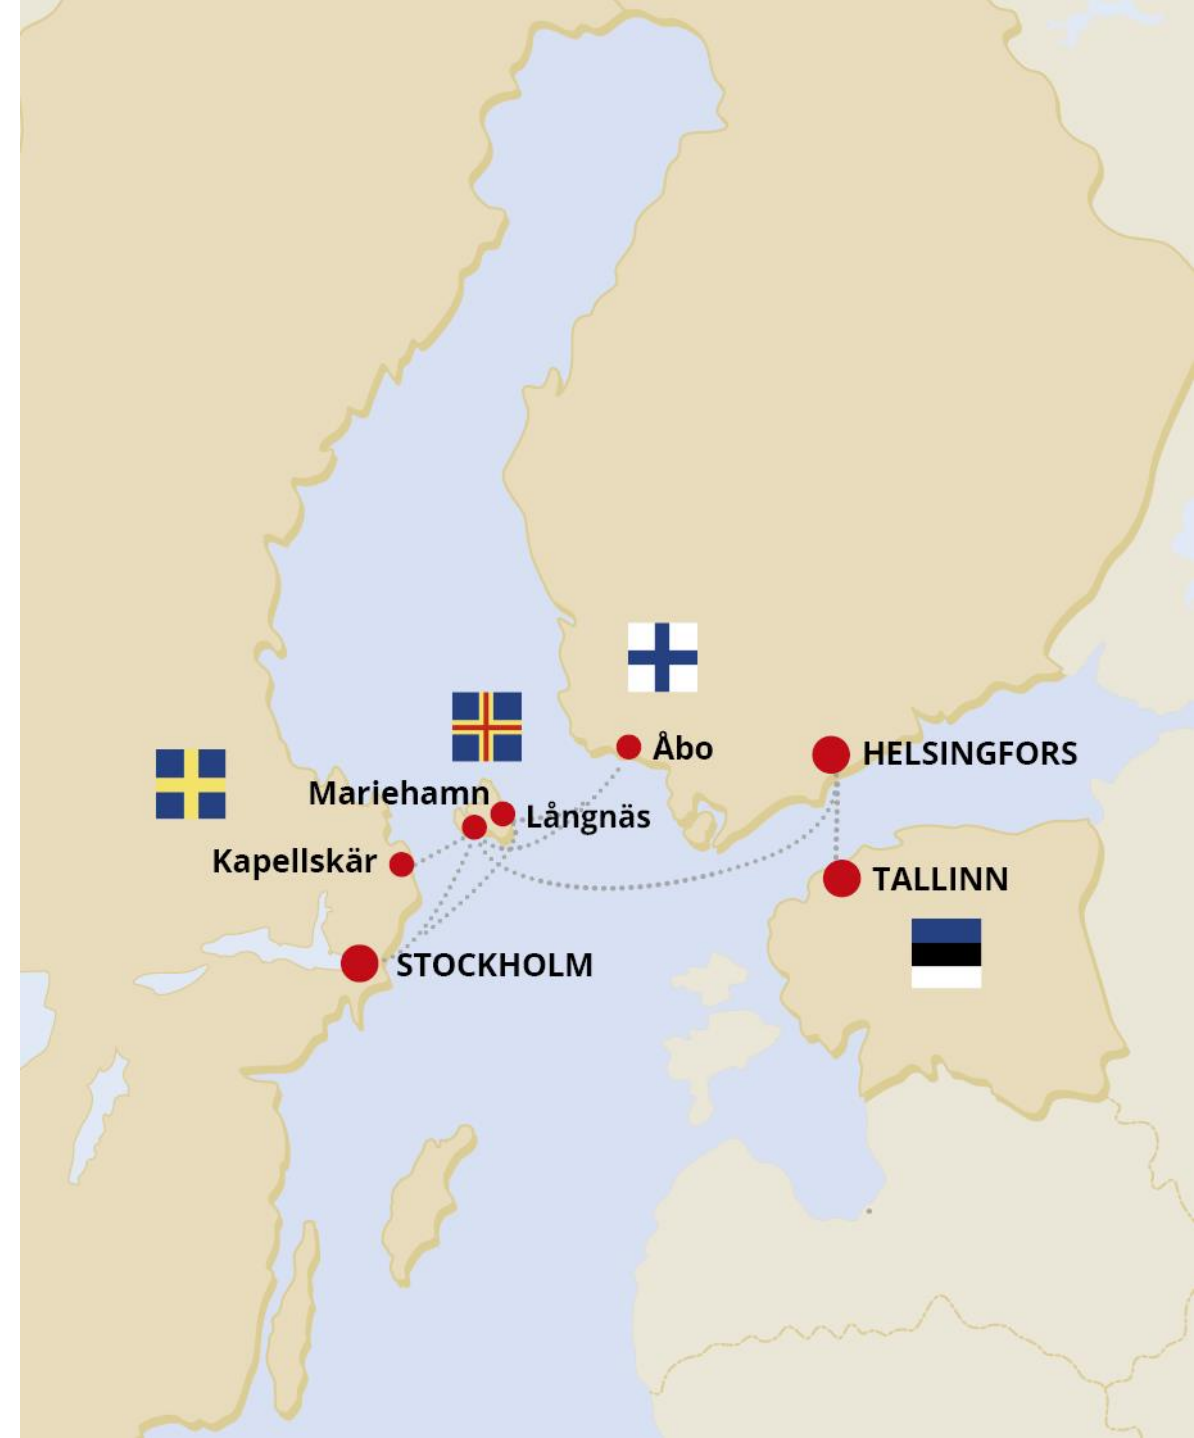 Åbo
HELSINGFORS
Mariehamn
Långnäs
Kapellskär
TALLINN
STOCKHOLM